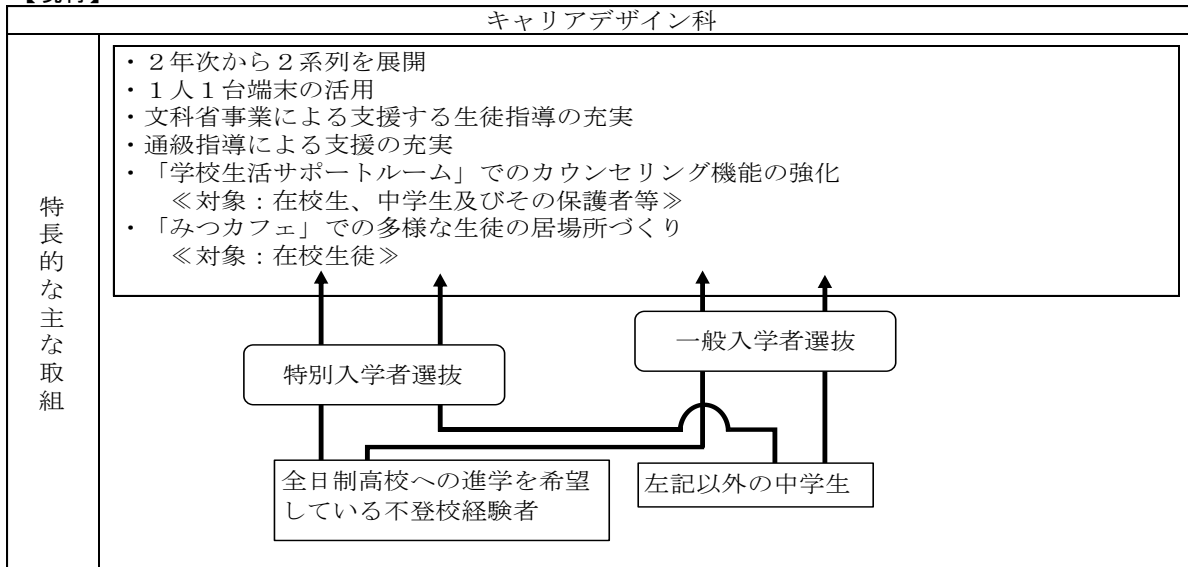 キャリアデザイン科
特長的な主な取組
・２年次から２系列を展開
・１人１台端末の活用
・文科省事業による支援する生徒指導の充実
・通級指導による支援の充実
・「学校生活サポートルーム」でのカウンセリング機能の強化
≪対象：在校生、中学生及びその保護者等≫
・「みつカフェ」での多様な生徒の居場所づくり
≪対象：在校生徒≫
特別入学者選抜
一般入学者選抜
全日制高校への進学を希望
している不登校経験者
左記以外の中学生